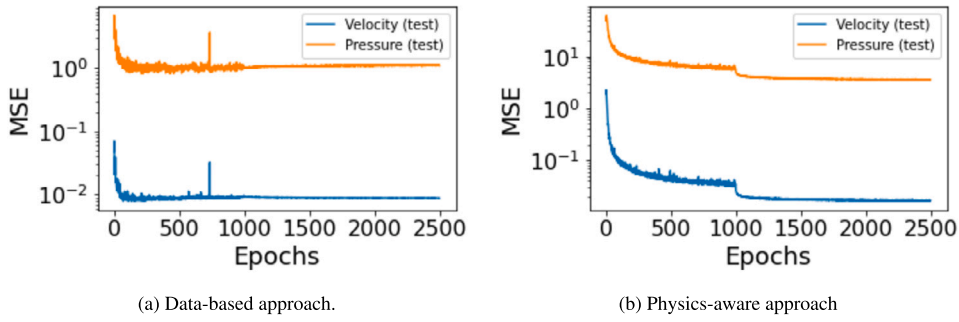 Velocity (test)
Pressure (test)
10^0
10^-1
10^-2
MSE
0 500 1000 1500 2000 2500
Epochs
(a) Data-based approach.
Velocity (test)
Pressure (test)
10^1
10^0
10^-1
MSE
0 500 1000 1500 2000 2500
Epochs
(b) Physics-aware approach